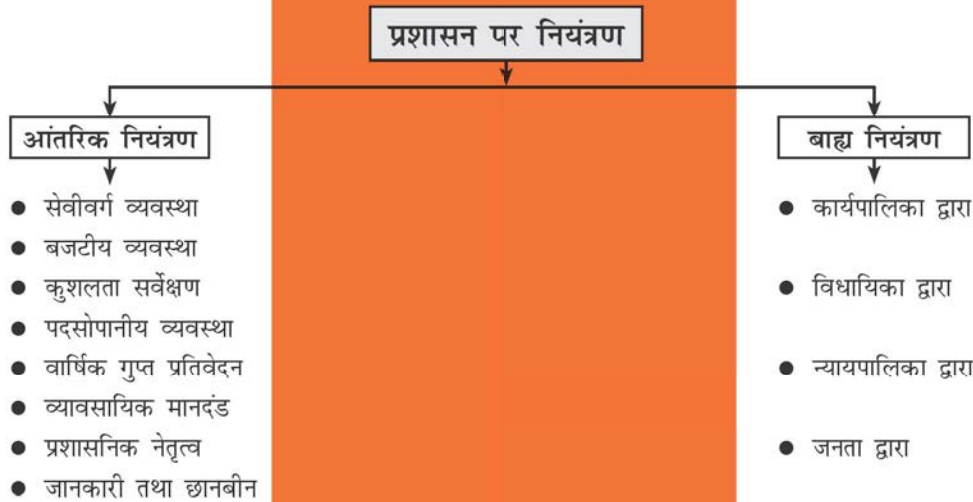 प्रशासन पर नियंत्रण
आंतरिक नियंत्रण
● सेवीवर्ग व्यवस्था
● बजटीय व्यवस्था
● कुशलता सर्वेक्षण
● पदसोपानीय व्यवस्था
● वार्षिक गुप्त प्रतिवेदन
● व्यावसायिक मानदंड
● प्रशासनिक नेतृत्व
● जानकारी तथा छानबीन
बाह्य नियंत्रण
● कार्यपालिका द्वारा
● विधायिका द्वारा
● न्यायपालिका द्वारा
● जनता द्वारा